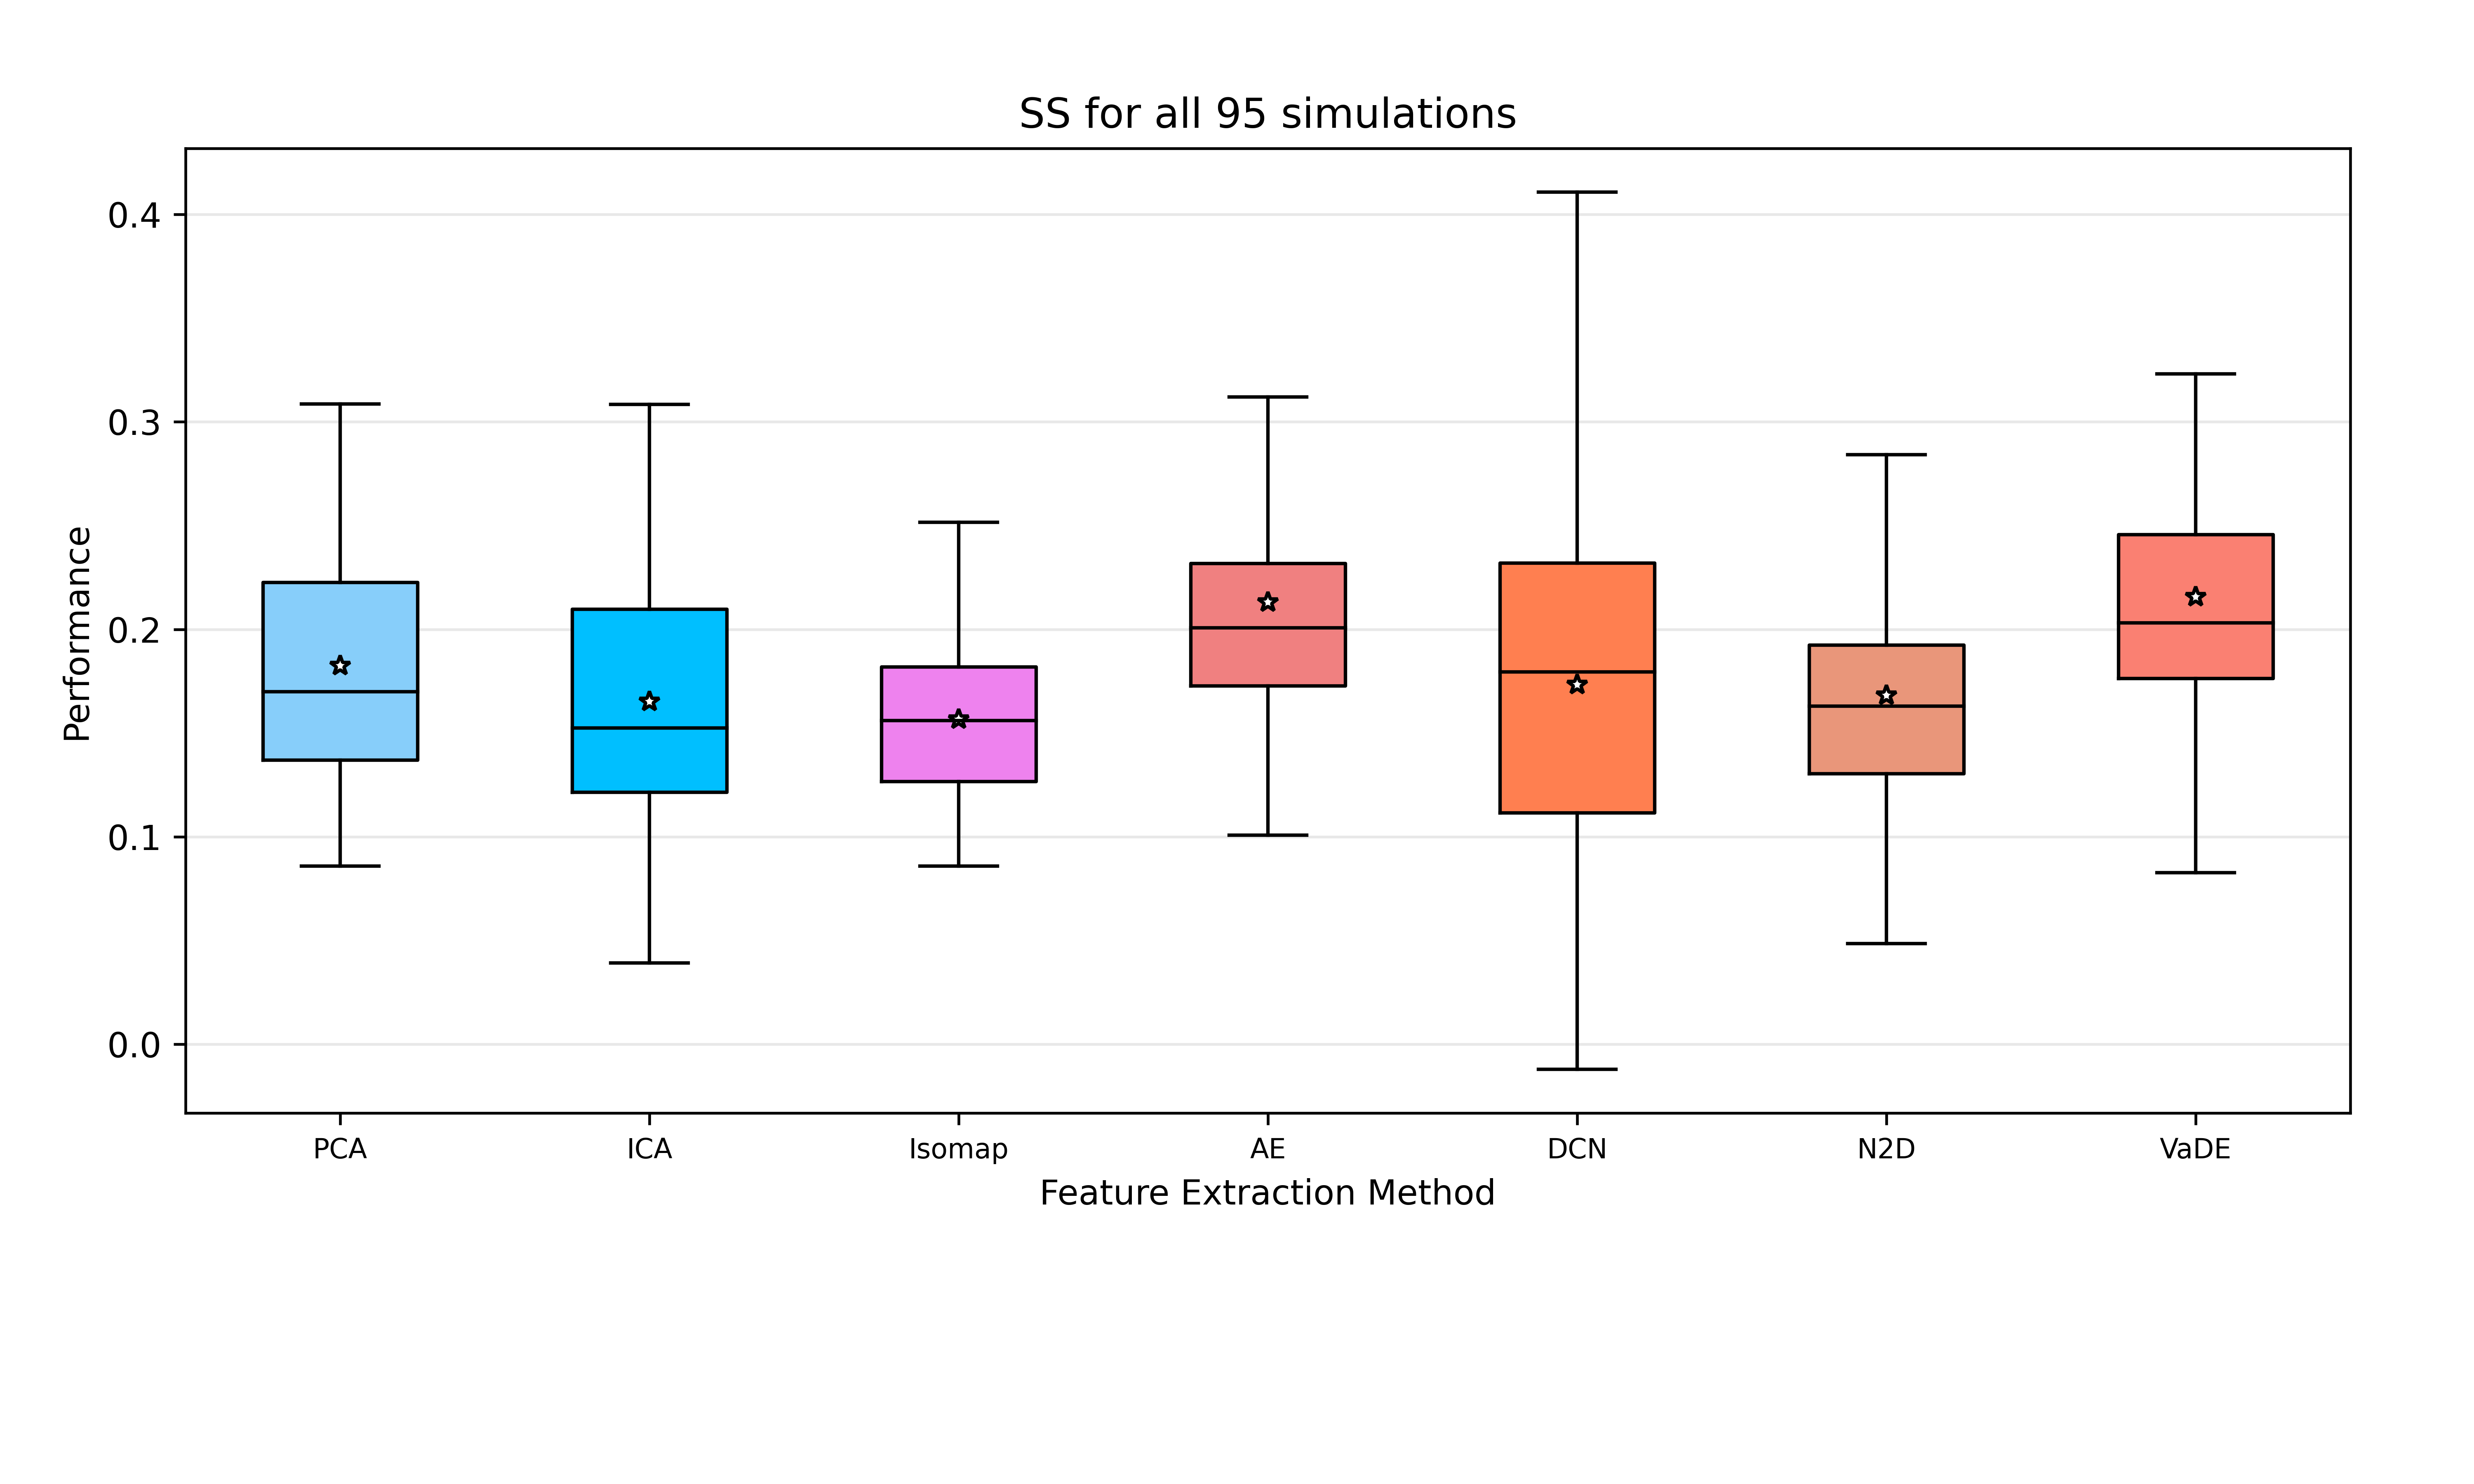 SS for all 95 simulations
Performance
0.4
0.3
0.2
0.1
0.0
PCA ICA Isomap AE DCN N2D VaDE
Feature Extraction Method